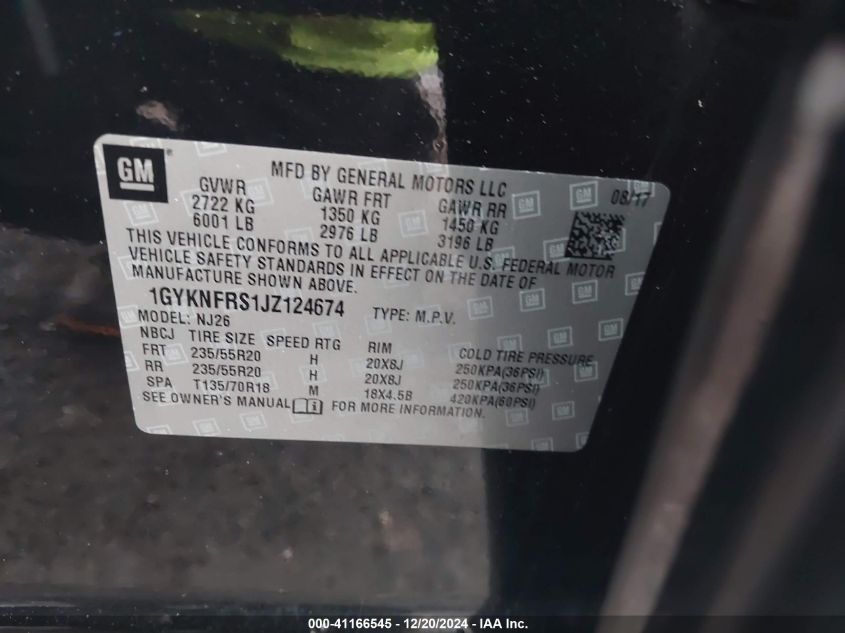 GM
MFD BY GENERAL MOTORS LLC
08/17
GVWR GAWR FRT GAWR RR
2722 KG 1350 KG 1450 KG
6001 LB 2976 LB 3196 LB
THIS VEHICLE CONFORMS TO ALL APPLICABLE U.S. FEDERAL MOTOR
VEHICLE SAFETY STANDARDS IN EFFECT ON THE DATE OF
MANUFACTURE SHOWN ABOVE.
1GYKNFRS1JZ124674 TYPE: M.P.V.
MODEL: NJ26
NBCJ TIRE SIZE SPEED RTG RIM COLD TIRE PRESSURE
FRT 235/55R20 H 20X8J 250KPA(36PSI)
RR 235/55R20 H 20X8J 250KPA(36PSI)
SPA T135/70R18 M 18X4.5B 420KPA(60PSI)
SEE OWNER'S MANUAL FOR MORE INFORMATION.
000-41166545 - 12/20/2024 - IAA Inc.